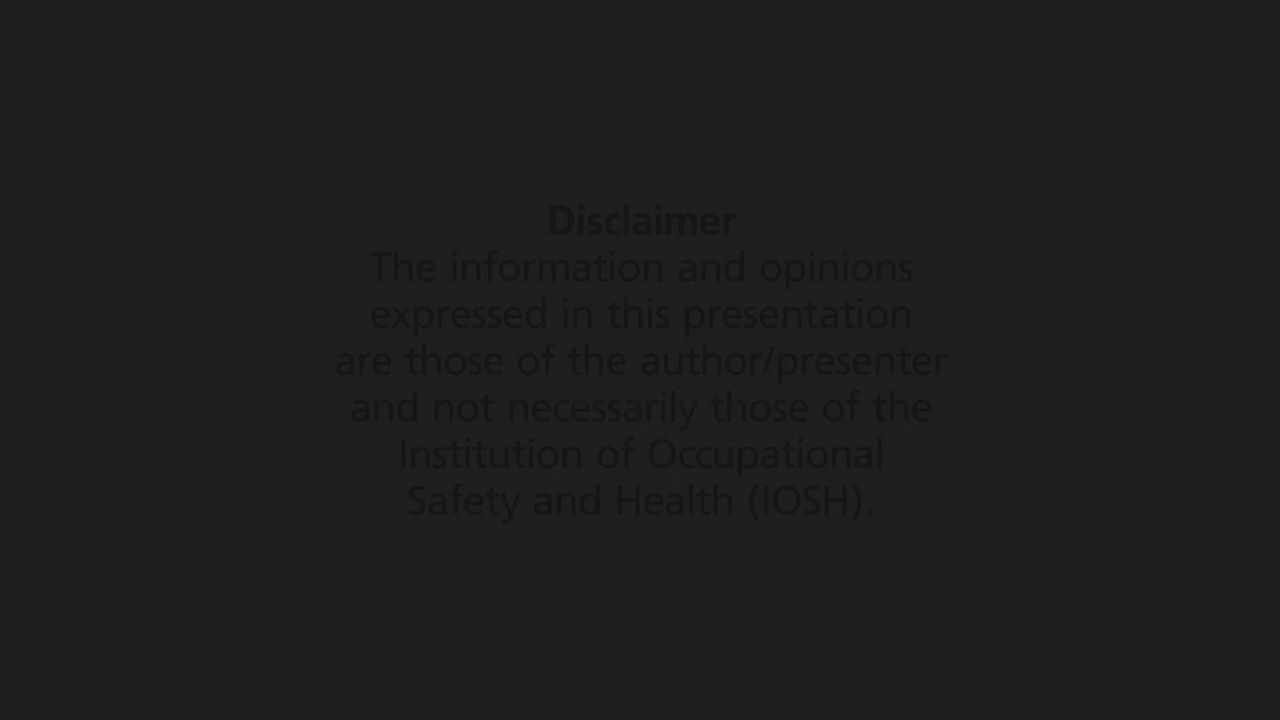 Disclaimer
The information and opinions
expressed in this presentation
are those of the author/presenter
and not necessarily those of the
Institution of Occupational
Safety and Health (IOSH).